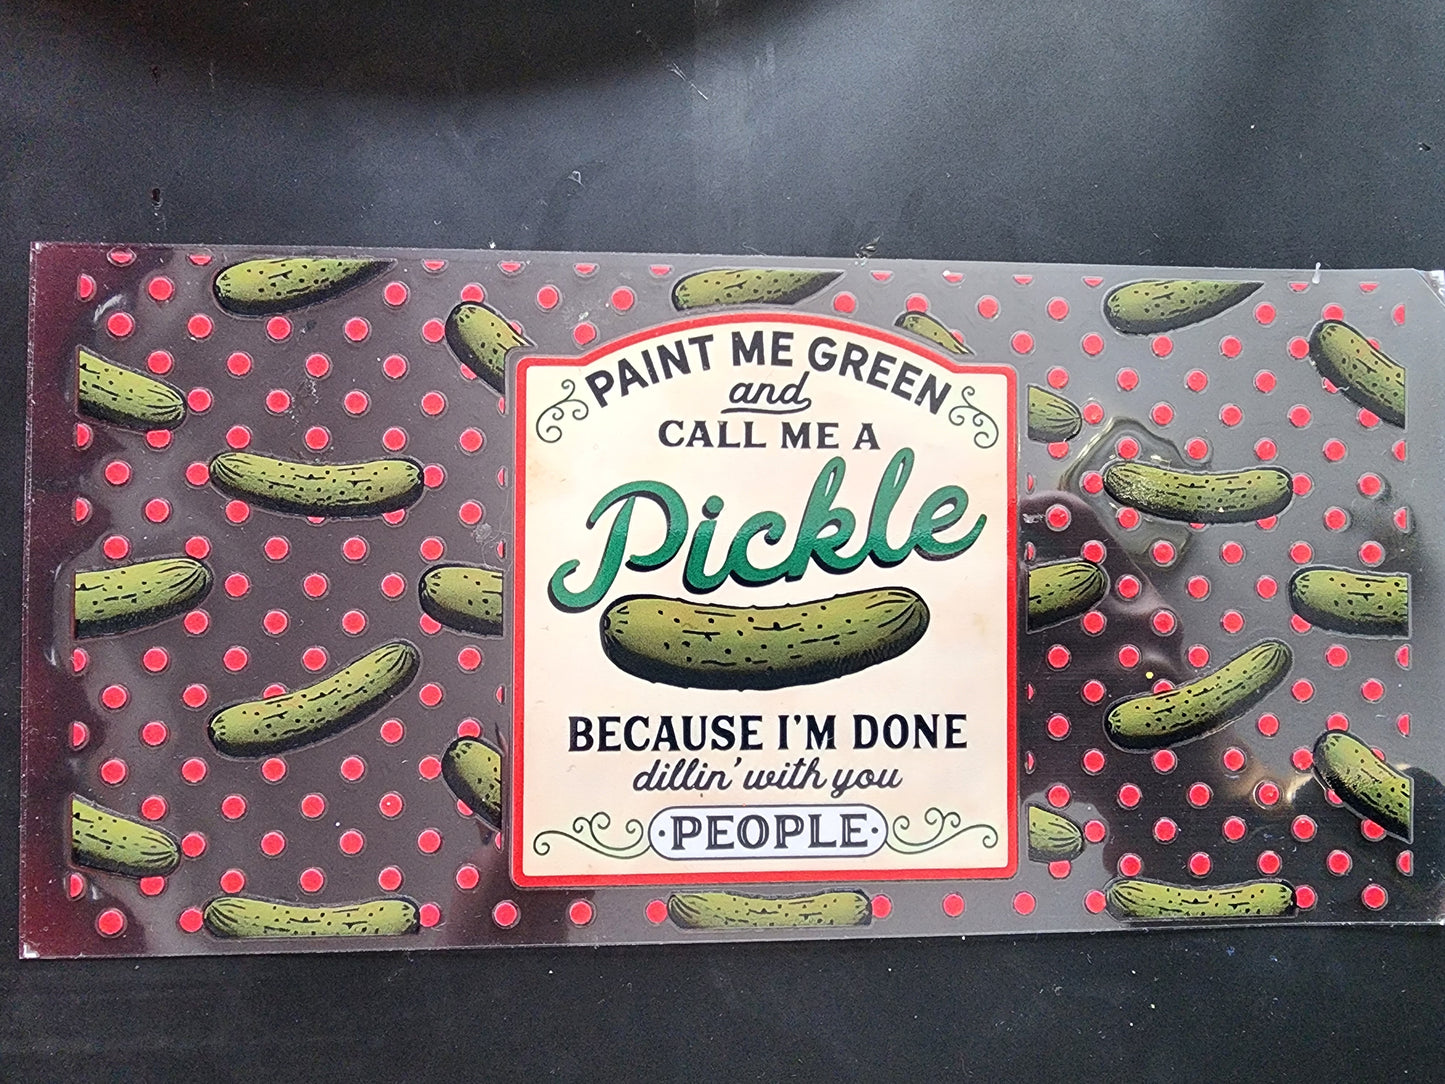 PAINT ME GREEN
and
CALL ME A
Pickle
BECAUSE I'M DONE
dillin' with you
·PEOPLE·